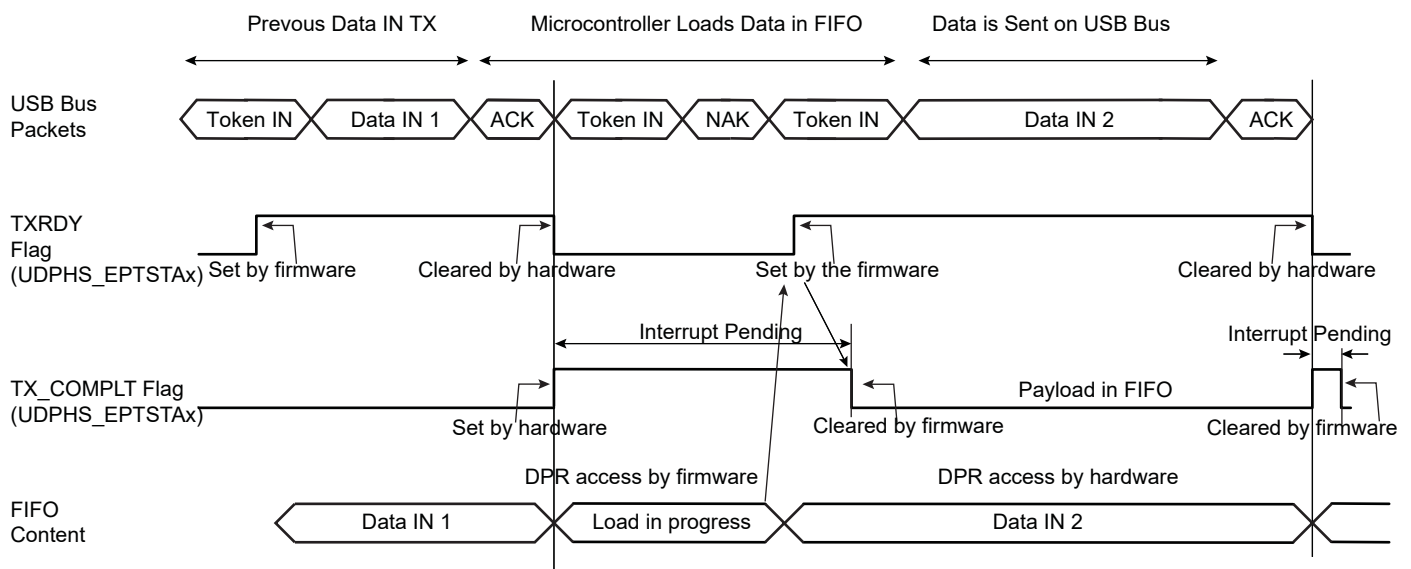 Prevous Data IN TX
Microcontroller Loads Data in FIFO
Data is Sent on USB Bus
USB Bus
Packets
Token IN
Data IN 1
ACK
Token IN
NAK
Token IN
Data IN 2
ACK
TXRDY
Flag
(UDPHS_EPTSTAx)
Set by firmware
Cleared by hardware
Set by the firmware
Cleared by hardware
Interrupt Pending
Interrupt Pending
TX_COMPLT Flag
(UDPHS_EPTSTAx)
Payload in FIFO
Set by hardware
Cleared by firmware
Cleared by firmware
DPR access by firmware
DPR access by hardware
FIFO
Content
Data IN 1
Load in progress
Data IN 2